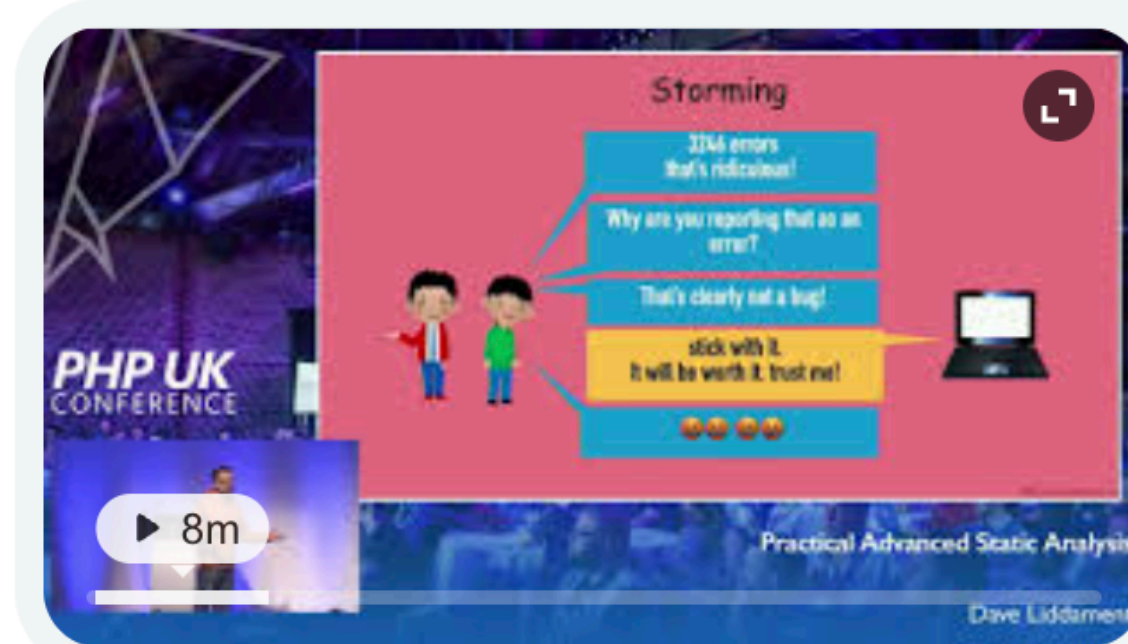 Storming
3246 errors
that's ridiculous!
Why are you reporting that as an
error?
That's clearly not a bug!
stick with it.
It will be worth it. trust me!
PHP UK
CONFERENCE
8m
Practical Advanced Static Analysis
Dave Liddament